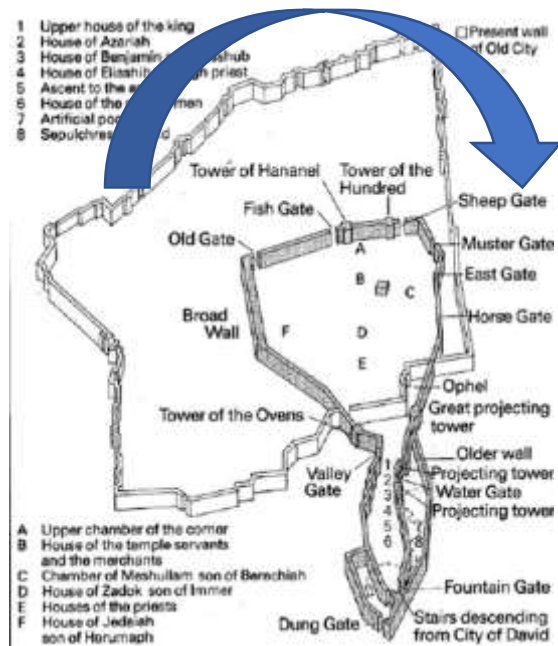 1 Upper house of the king
2 House of Azariah
3 House of Benjamin
4 House of Eliashib priest
5 Ascent to the
6 House of the men
7 Artificial
8 Sepulchres
Present wall
of Old City
Tower of Hananel
Tower of the
Hundred
Fish Gate
Sheep Gate
Old Gate
Muster Gate
A
East Gate
B
C
Broad
Wall
Horse Gate
F
D
E
Ophel
Great projecting
tower
Tower of the Ovens
Older wall
Valley
Gate
1
2
3
4
5
6
Projecting tower
Water Gate
Projecting tower
7
8
A Upper chamber of the corner
B House of the temple servants
and the merchants
C Chamber of Meshullam son of Berechiah
D House of Zadok son of Immer
E Houses of the priests
F House of Jedaiah
son of Harumaph
Fountain Gate
Dung Gate
Stairs descending
from City of David